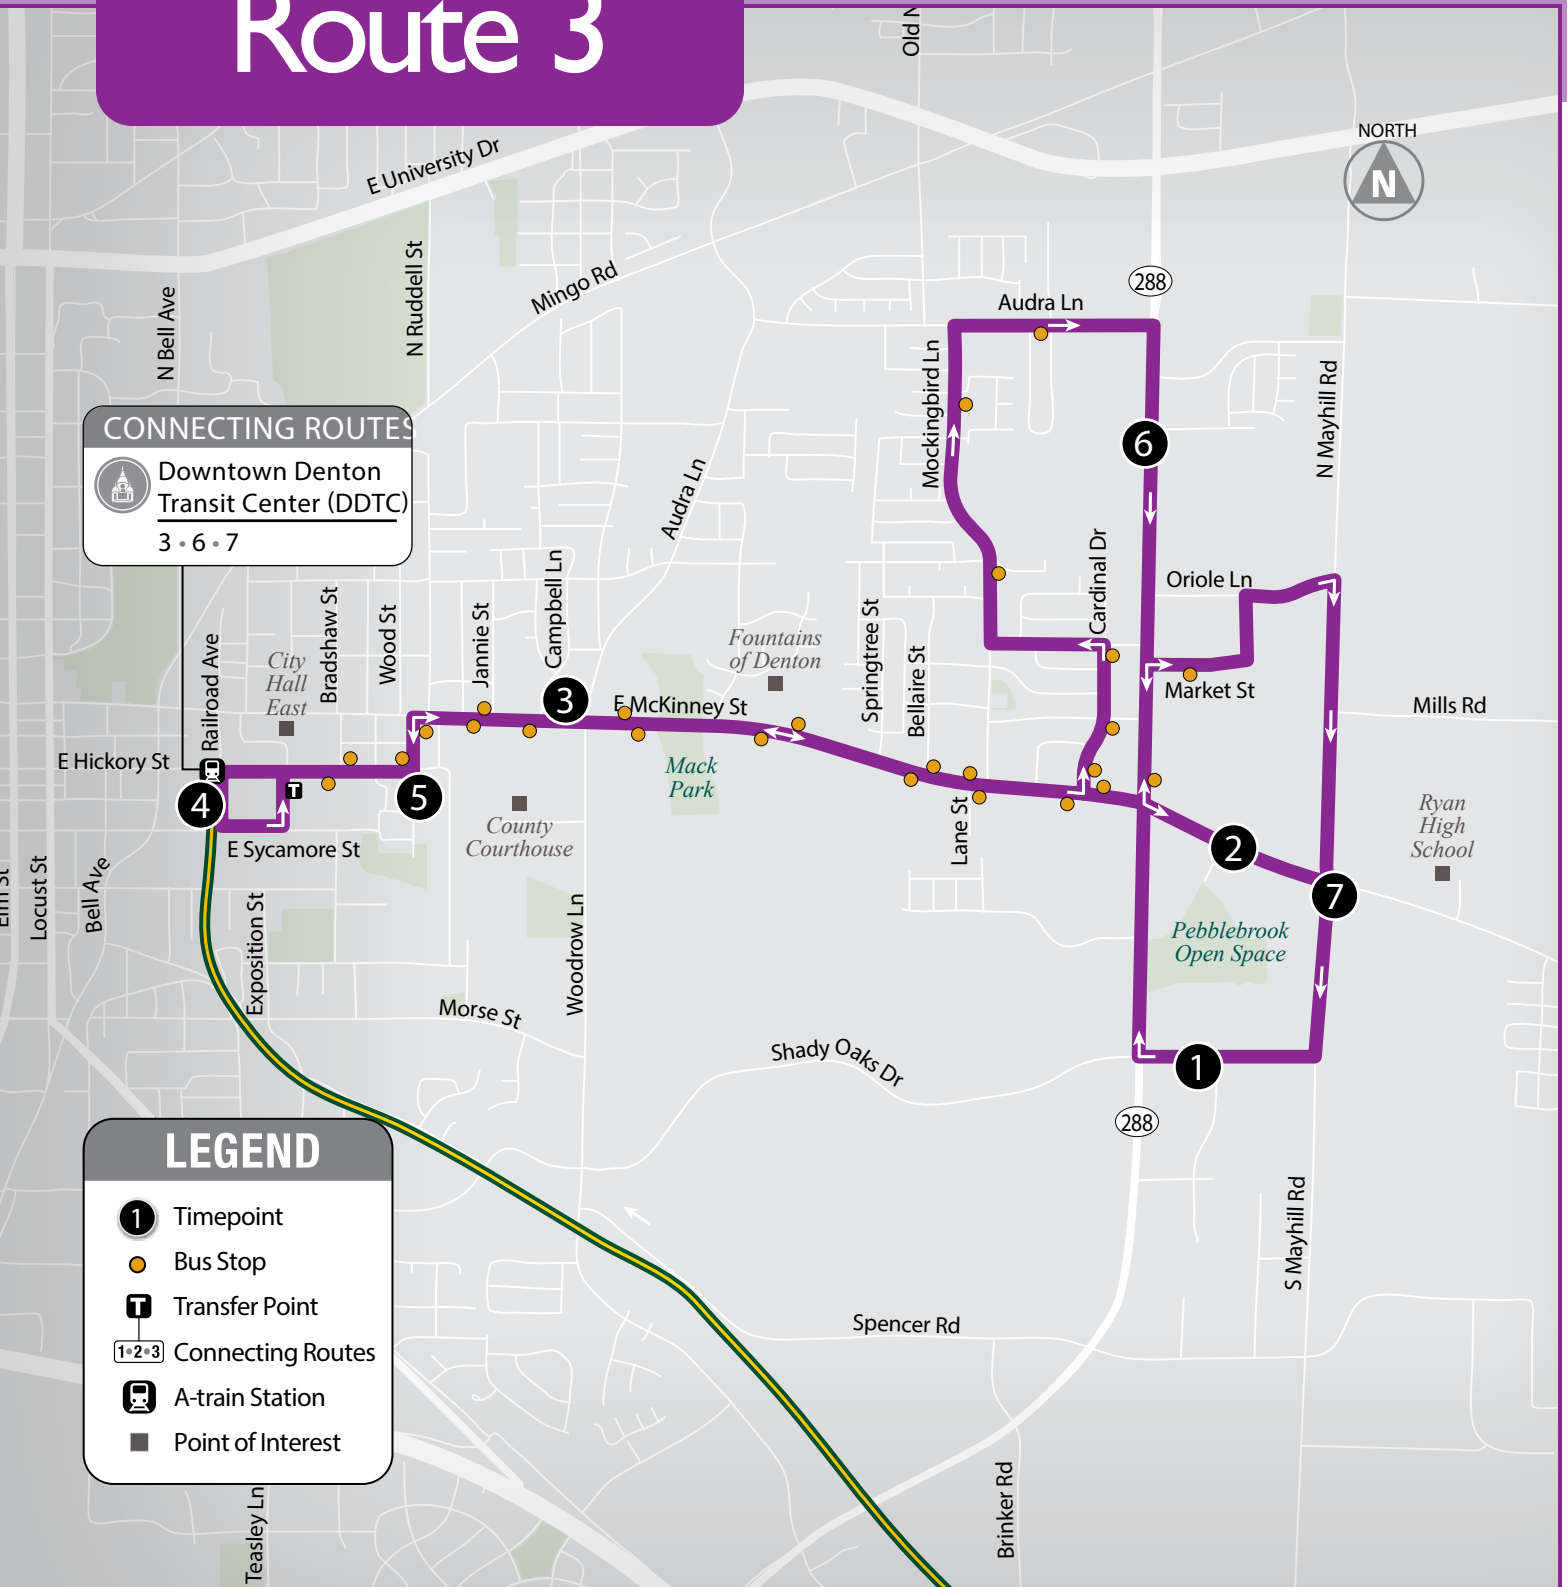 Route 3
Old N
NORTH
N
E University Dr
N Ruddell St
Mingo Rd
N Bell Ave
288
Audra Ln
Mockingbird Ln
N Mayhill Rd
6
CONNECTING ROUTES
Downtown Denton
Transit Center (DDTC)
3 • 6 • 7
Audra Ln
Cardinal Dr
Oriole Ln
Campbell Ln
Bradshaw St
Wood St
Jannie St
Railroad Ave
City
Hall
East
Fountains
of Denton
Springtree St
Bellaire St
Market St
Mills Rd
3
E McKinney St
E Hickory St
Mack
Park
4
T
5
County
Courthouse
Lane St
2
Ryan
High
School
7
E Sycamore St
Elm St
Locust St
Bell Ave
Exposition St
Woodrow Ln
Pebblebrook
Open Space
Morse St
Shady Oaks Dr
1
288
LEGEND
1 Timepoint
Bus Stop
T Transfer Point
1•2•3 Connecting Routes
A-train Station
Point of Interest
S Mayhill Rd
Spencer Rd
Brinker Rd
Teasley Ln